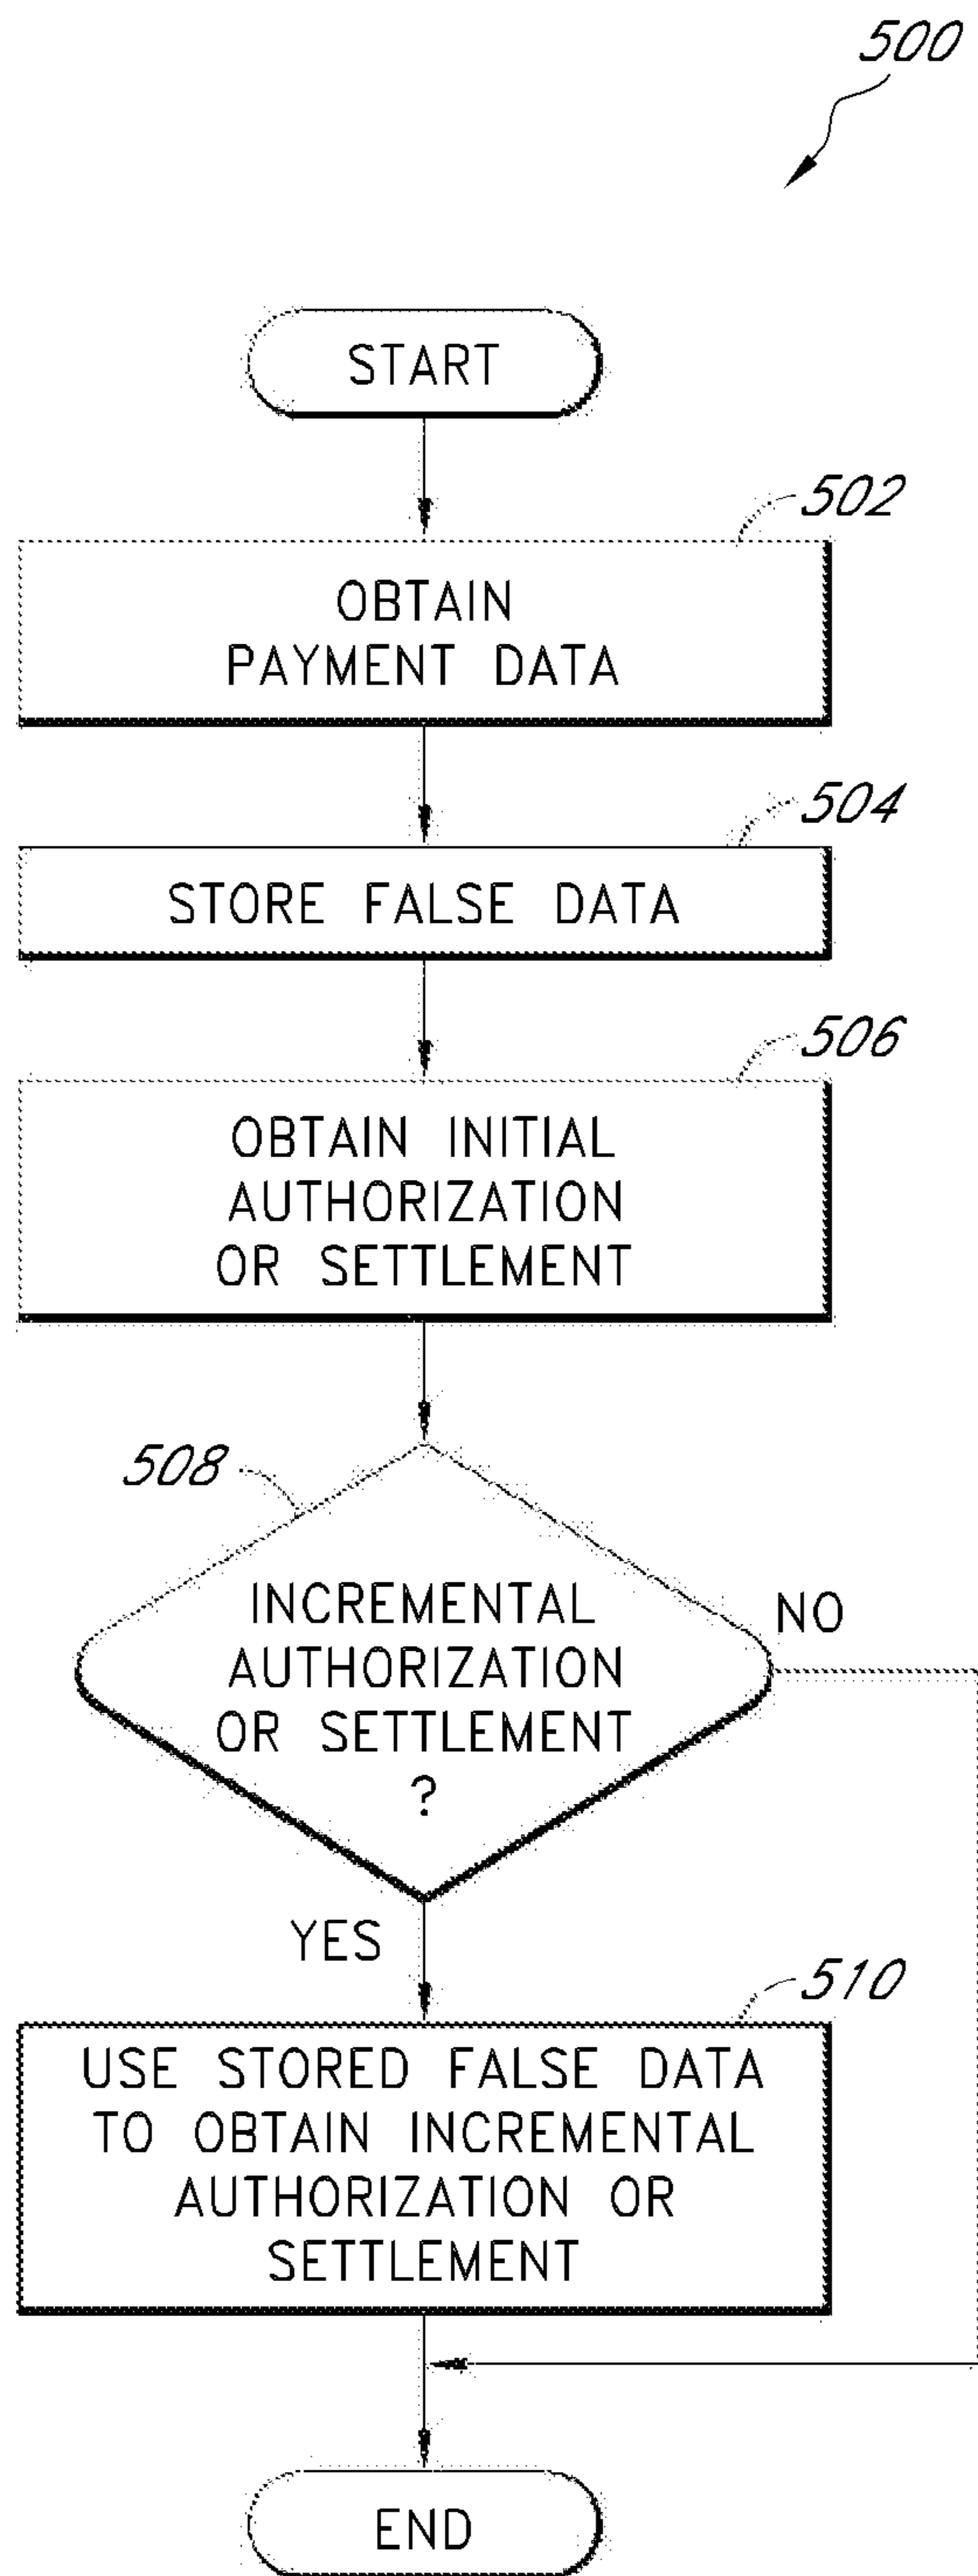 500
START
502
OBTAIN
PAYMENT DATA
504
STORE FALSE DATA
506
OBTAIN INITIAL
AUTHORIZATION
OR SETTLEMENT
508
INCREMENTAL
AUTHORIZATION
OR SETTLEMENT
?
NO
YES
510
USE STORED FALSE DATA
TO OBTAIN INCREMENTAL
AUTHORIZATION OR
SETTLEMENT
END